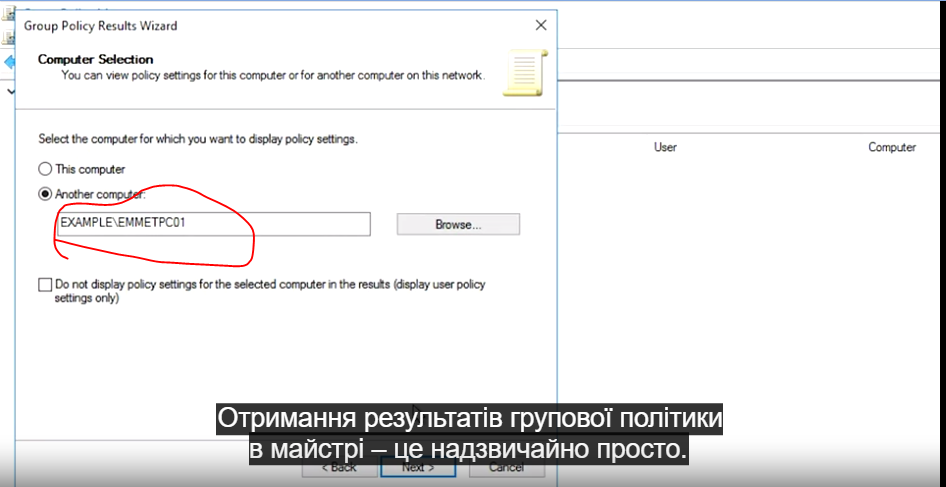 Group Policy Results Wizard
Computer Selection
You can view policy settings for this computer or for another computer on this network.
Select the computer for which you want to display policy settings.
User
Computer
This computer
Another computer:
EXAMPLE\EMMETPC01
Browse...
Do not display policy settings for the selected computer in the results (display user policy
settings only)
Отримання результатів групової політики
в майстрі – це надзвичайно просто.
< Back
Next >
Cancel